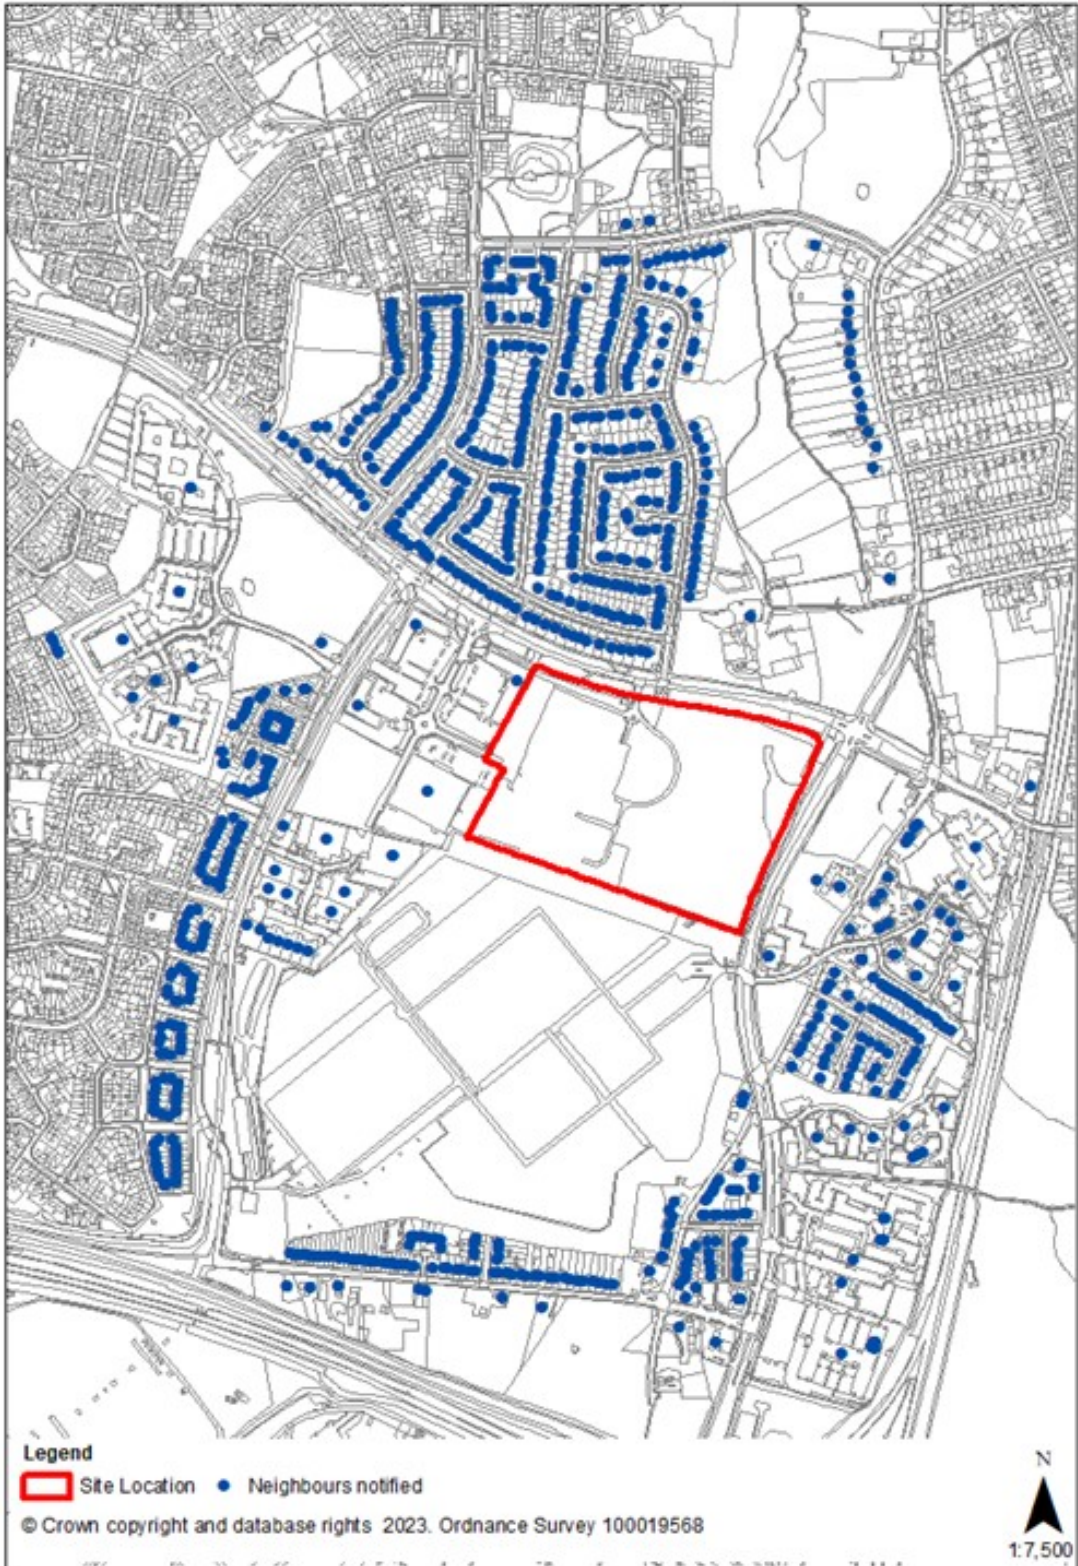 Legend
Site Location
Neighbours notified
© Crown copyright and database rights 2023. Ordnance Survey 100019568
N
1:7,500